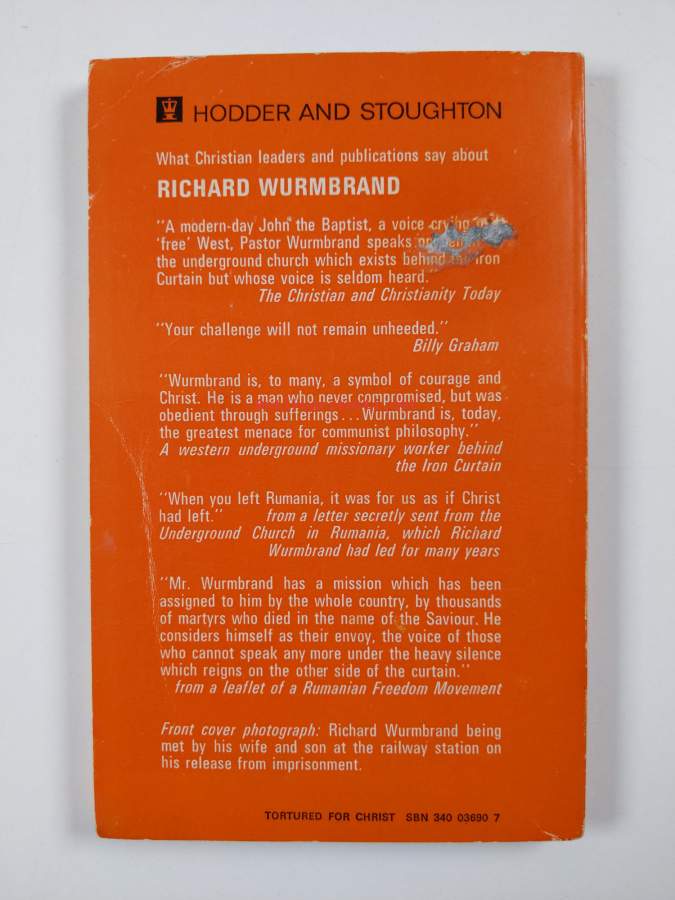 HODDER AND STOUGHTON
What Christian leaders and publications say about
RICHARD WURMBRAND
"A modern-day John the Baptist, a voice crying
'free' West, Pastor Wurmbrand speaks on
the underground church which exists behind the Iron
Curtain but whose voice is seldom heard."
The Christian and Christianity Today
"Your challenge will not remain unheeded."
Billy Graham
"Wurmbrand is, to many, a symbol of courage and
Christ. He is a man who never compromised, but was
obedient through sufferings... Wurmbrand is, today,
the greatest menace for communist philosophy."
A western underground missionary worker behind
the Iron Curtain
"When you left Rumania, it was for us as if Christ
had left." from a letter secretly sent from the
Underground Church in Rumania, which Richard
Wurmbrand had led for many years
"Mr. Wurmbrand has a mission which has been
assigned to him by the whole country, by thousands
of martyrs who died in the name of the Saviour. He
considers himself as their envoy, the voice of those
who cannot speak any more under the heavy silence
which reigns on the other side of the curtain."
from a leaflet of a Rumanian Freedom Movement
Front cover photograph: Richard Wurmbrand being
met by his wife and son at the railway station on
his release from imprisonment.
TORTURED FOR CHRIST SBN 340 03690 7